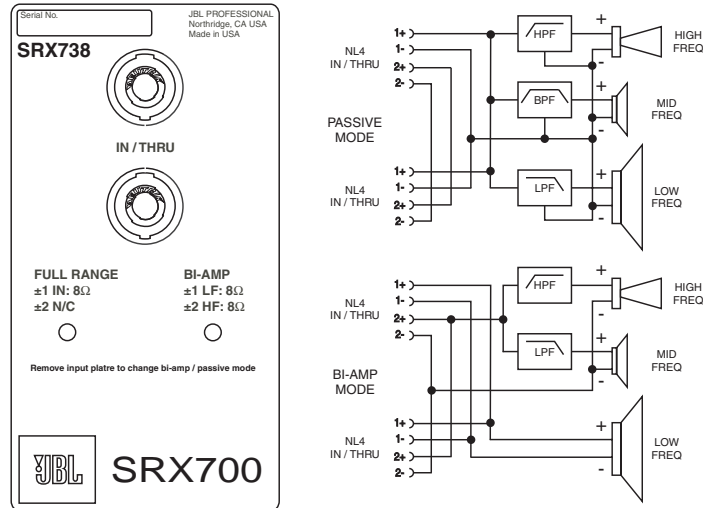 Serial No.
JBL PROFESSIONAL
Northridge, CA USA
Made in USA
SRX738
IN / THRU
FULL RANGE
±1 IN: 8Ω
±2 N/C
BI-AMP
±1 LF: 8Ω
±2 HF: 8Ω
Remove input platre to change bi-amp / passive mode
JBL
SRX700
1+
1-
2+
2-
NL4
IN / THRU
PASSIVE
MODE
1+
1-
2+
2-
NL4
IN / THRU
HPF
+
-
HIGH
FREQ
BPF
+
-
MID
FREQ
LPF
+
-
LOW
FREQ
1+
1-
2+
2-
NL4
IN / THRU
BI-AMP
MODE
1+
1-
2+
2-
NL4
IN / THRU
HPF
+
-
HIGH
FREQ
LPF
+
-
MID
FREQ
+
-
LOW
FREQ